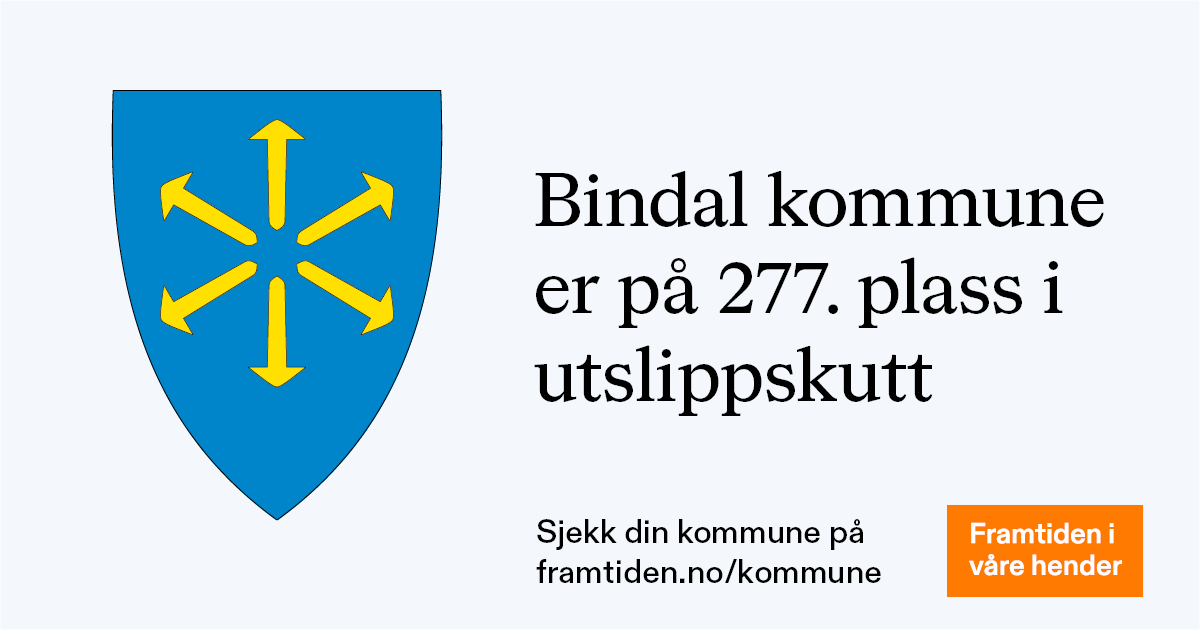 Bindal kommune
er på 277. plass i
utslippskutt
Sjekk din kommune på
framtiden.no/kommune
Framtiden i
våre hender